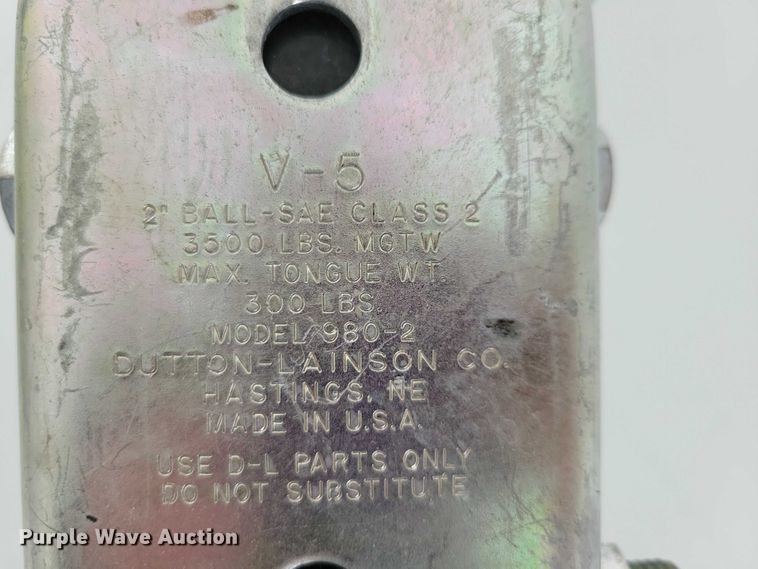 V-5
2" BALL-SAE CLASS 2
3500 LBS. MGTW
MAX. TONGUE WT.
300 LBS.
MODEL 980-2
DUTTON-LAINSON CO.
HASTINGS, NE
MADE IN U.S.A.
USE D-L PARTS ONLY
DO NOT SUBSTITUTE
Purple Wave Auction